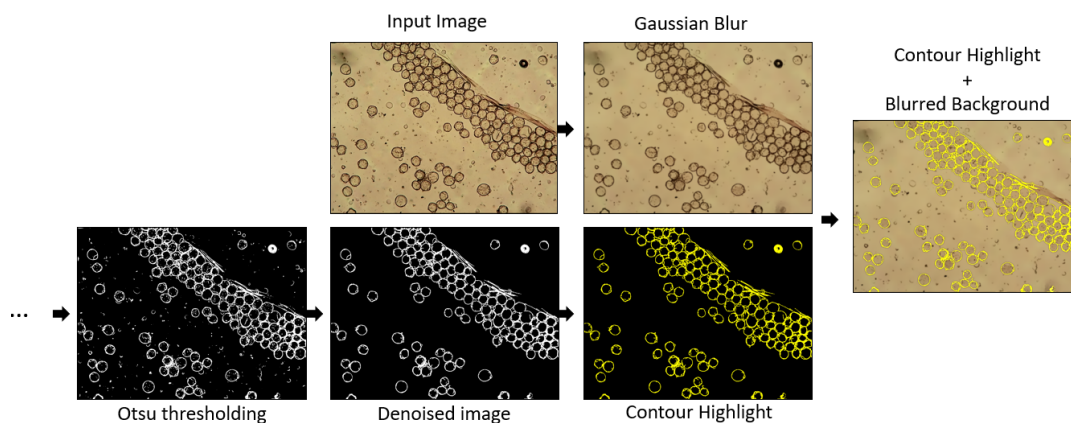 Input Image
Gaussian Blur
Contour Highlight
+
Blurred Background
...
Otsu thresholding
Denoised image
Contour Highlight